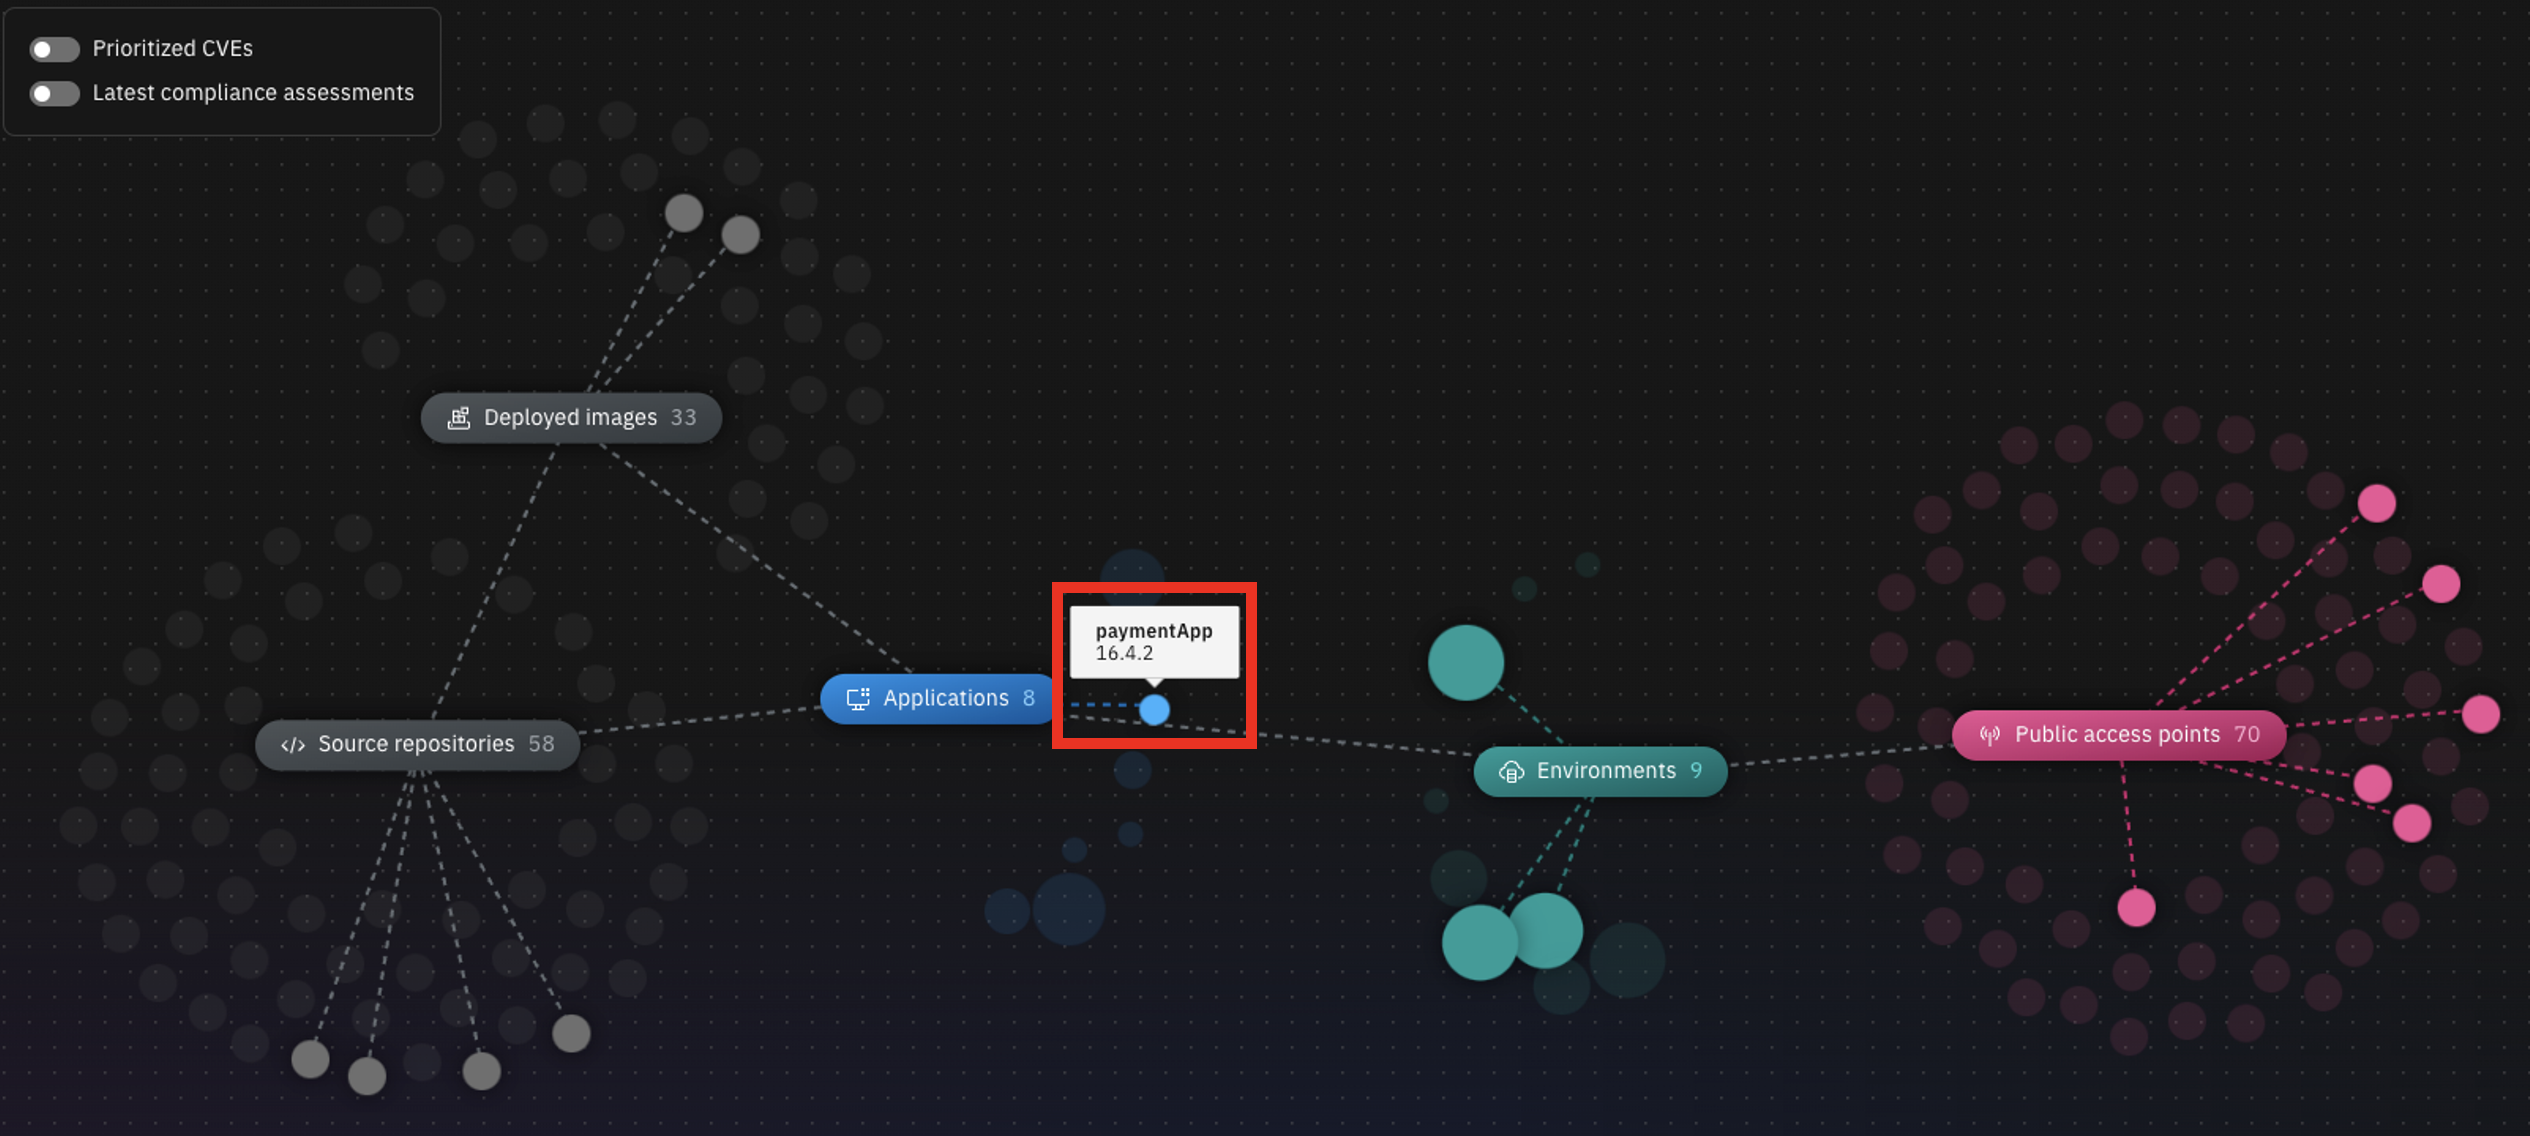 Prioritized CVEs
Latest compliance assessments
Deployed images 33
paymentApp
16.4.2
Applications 8
Source repositories 58
Environments 9
Public access points 70